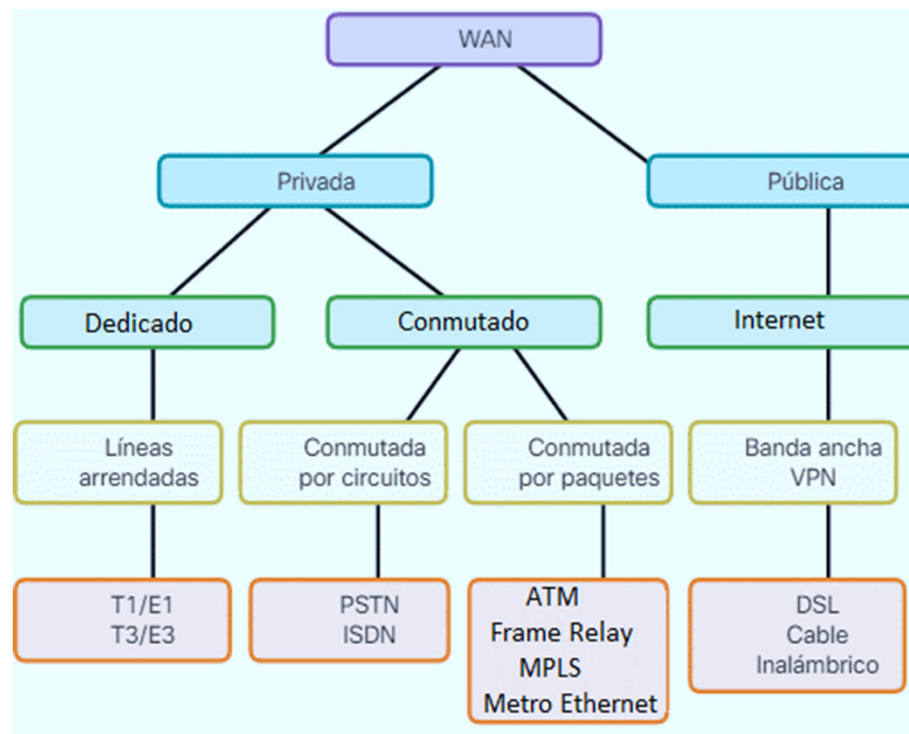 WAN
Privada
Pública
Dedicado
Conmutado
Internet
Líneas
arrendadas
Conmutada
por circuitos
Conmutada
por paquetes
Banda ancha
VPN
T1/E1
T3/E3
PSTN
ISDN
ATM
Frame Relay
MPLS
Metro Ethernet
DSL
Cable
Inalámbrico